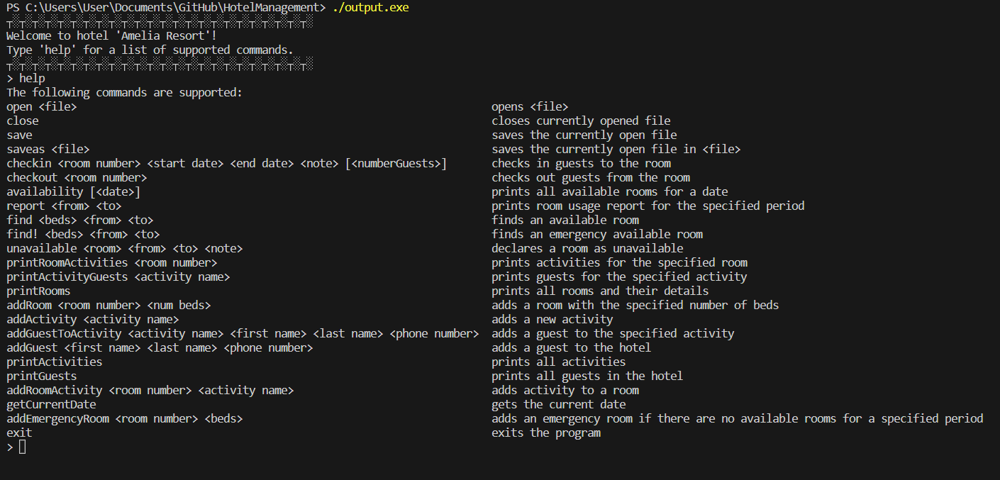 PS C:\Users\User\Documents\GitHub\HotelManagement> ./output.exe
┬░┬░┬░┬░┬░┬░┬░┬░┬░┬░┬░┬░┬░┬░┬░┬░┬░┬░┬░┬░┬░┬░┬░┬░
Welcome to hotel 'Amelia Resort'!
Type 'help' for a list of supported commands.
┬░┬░┬░┬░┬░┬░┬░┬░┬░┬░┬░┬░┬░┬░┬░┬░┬░┬░┬░┬░┬░┬░┬░┬░
> help
The following commands are supported:
open <file> opens <file>
close closes currently opened file
save saves the currently open file
saveas <file> saves the currently open file in <file>
checkin <room number> <start date> <end date> <note> [<numberGuests>] checks in guests to the room
checkout <room number> checks out guests from the room
availability [<date>] prints all available rooms for a date
report <from> <to> prints room usage report for the specified period
find <beds> <from> <to> finds an available room
find! <beds> <from> <to> finds an emergency available room
unavailable <room> <from> <to> <note> declares a room as unavailable
printRoomActivities <room number> prints activities for the specified room
printActivityGuests <activity name> prints guests for the specified activity
printRooms prints all rooms and their details
addRoom <room number> <num beds> adds a room with the specified number of beds
addActivity <activity name> adds a new activity
addGuestToActivity <activity name> <first name> <last name> <phone number> adds a guest to the specified activity
addGuest <first name> <last name> <phone number> adds a guest to the hotel
printActivities prints all activities
printGuests prints all guests in the hotel
addRoomActivity <room number> <activity name> adds activity to a room
getCurrentDate gets the current date
addEmergencyRoom <room number> <beds> adds an emergency room if there are no available rooms for a specified period
exit exits the program
>